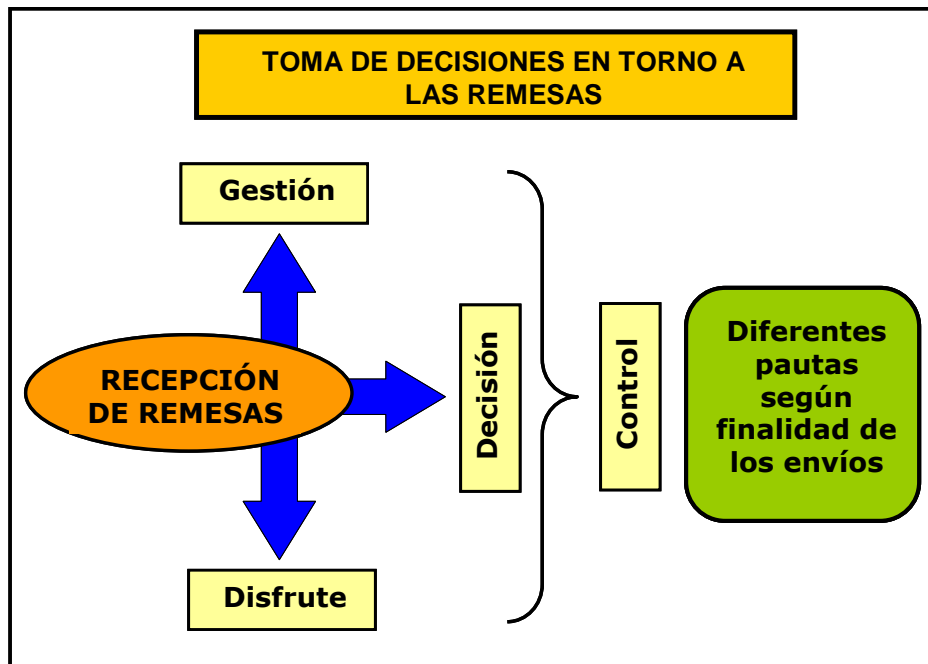 TOMA DE DECISIONES EN TORNO A
LAS REMESAS
Gestión
RECEPCIÓN
DE REMESAS
Decisión
Disfrute
Control
Diferentes
pautas
según
finalidad de
los envíos